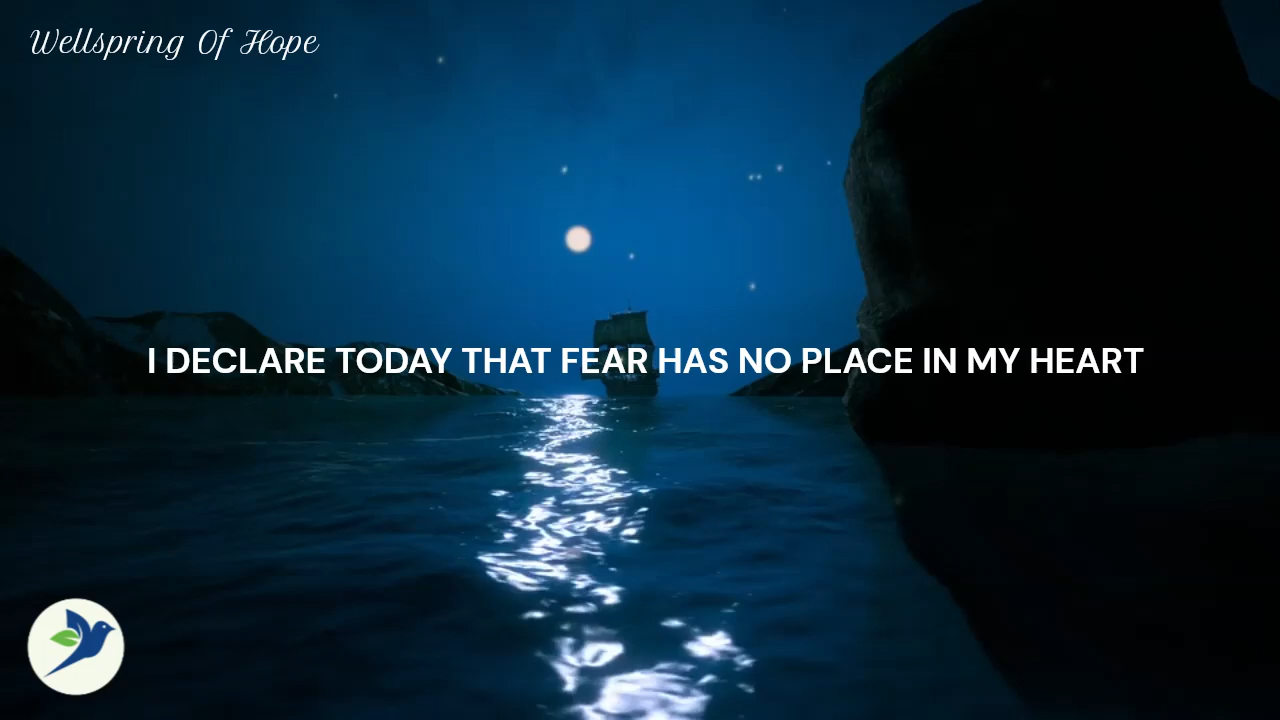 Wellspring Of Hope
I DECLARE TODAY THAT FEAR HAS NO PLACE IN MY HEART